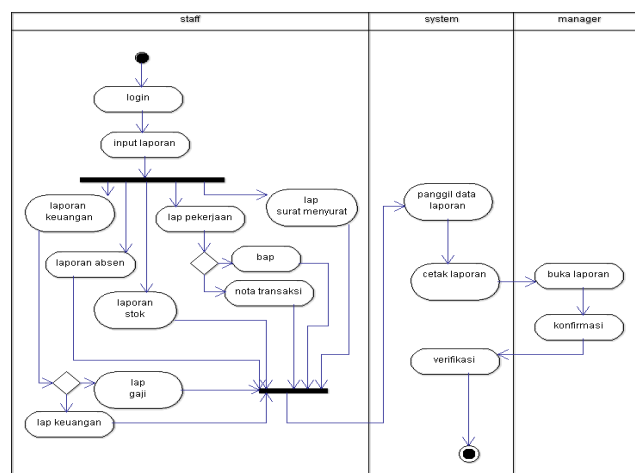 staff
system
manager
login
input laporan
laporan
keuangan
lap pekerjaan
lap
surat menyurat
panggil data
laporan
laporan absen
bap
nota transaksi
laporan
stok
cetak laporan
buka laporan
konfirmasi
verifikasi
lap
gaji
lap keuangan